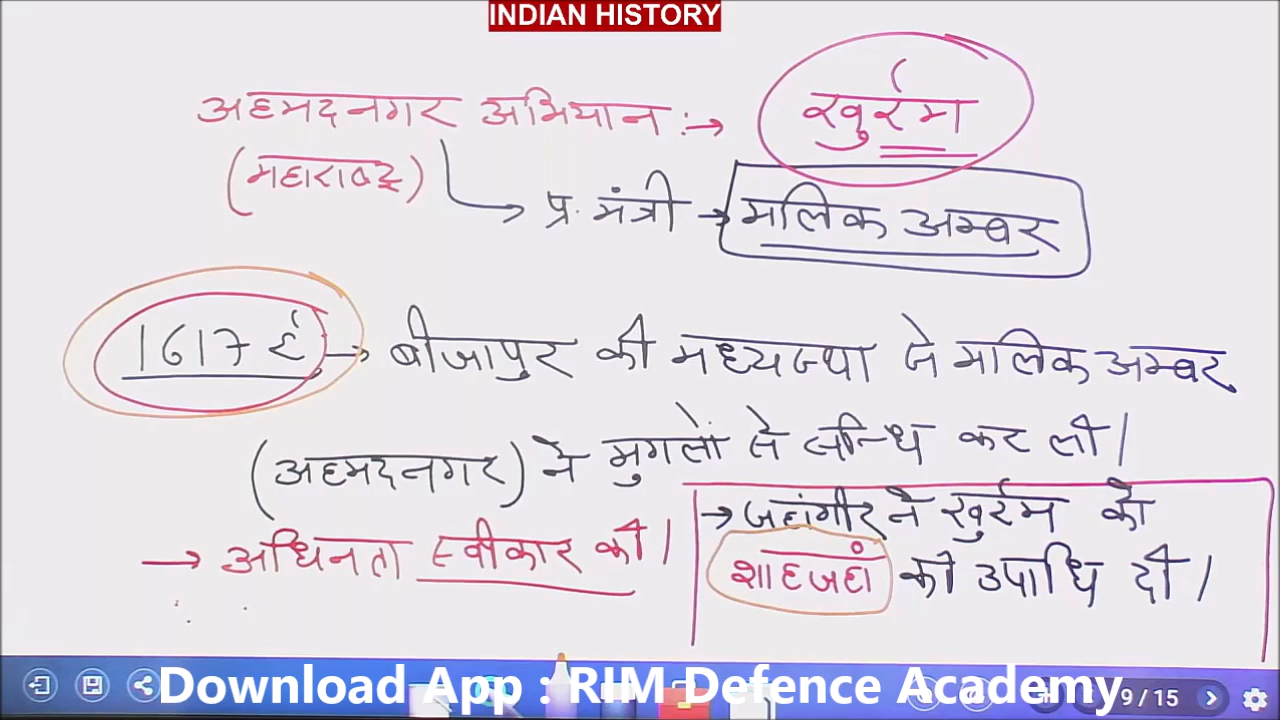 INDIAN HISTORY
अहमदनगर अभियान :→ खुर्रम
(महाराष्ट्र)
→ प्र. मंत्री → मलिक अम्बर
1617 ई → बीजापुर की मध्यस्था से मलिक अम्बर
(अहमदनगर) ने मुगलों से सन्धि कर ली।
→ अधिनता स्वीकार की।
→ जहांगीर ने खुर्रम को
शाहजहां की उपाधि दी।
Download App : RIM Defence Academy
9 / 15